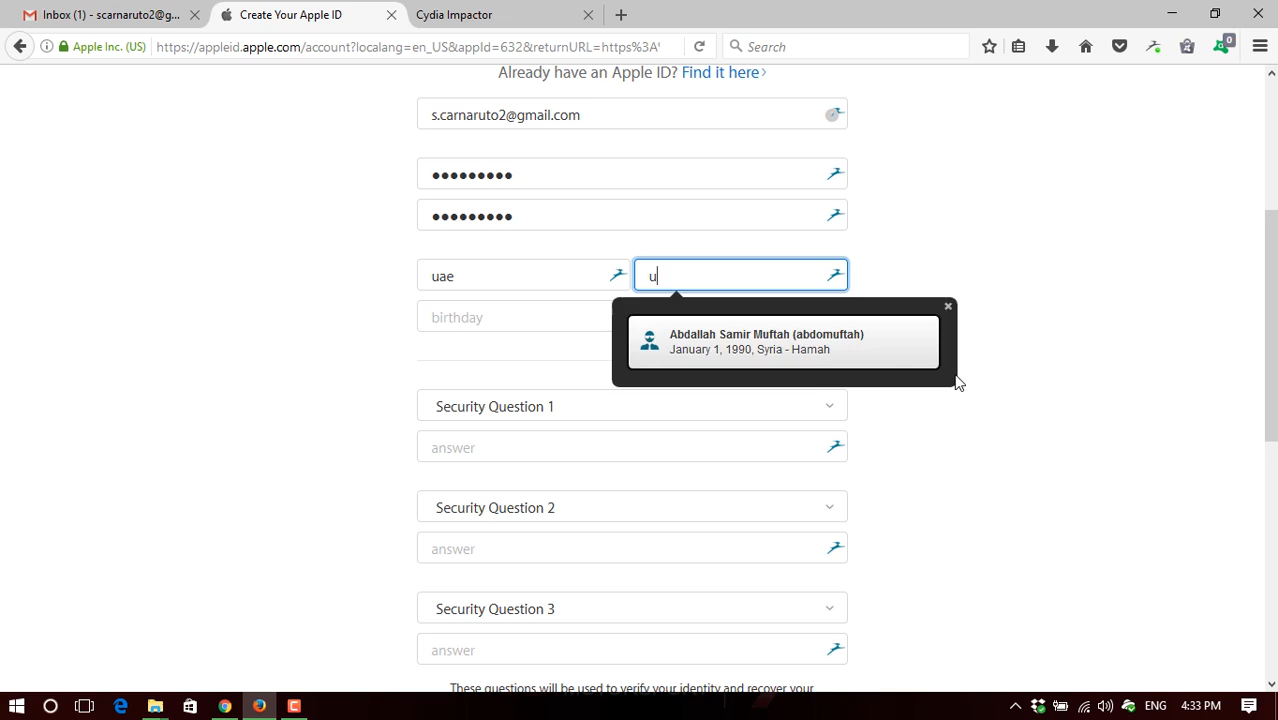 Inbox (1) - scarnaruto2@g...
Create Your Apple ID
Cydia Impactor
Apple Inc. (US)
https://appleid.apple.com/account?localang=en_US&appId=632&returnURL=https%3A'
Search
0
Already have an Apple ID? Find it here›
s.carnaruto2@gmail.com
●●●●●●●●●
●●●●●●●●●
uae
u
birthday
Abdallah Samir Muftah (abdomuftah)
January 1, 1990, Syria - Hamah
Security Question 1
answer
Security Question 2
answer
Security Question 3
answer
These questions will be used to verify your identity and recover your
ENG
4:33 PM